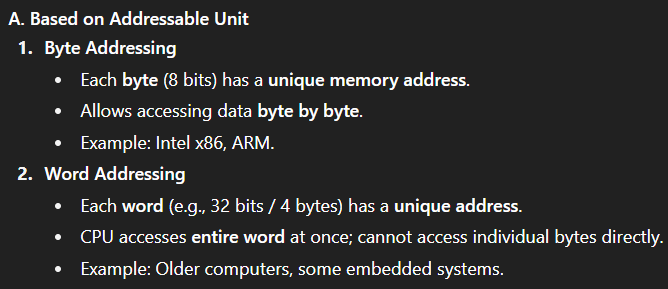 A. Based on Addressable Unit
1. Byte Addressing
• Each byte (8 bits) has a unique memory address.
• Allows accessing data byte by byte.
• Example: Intel x86, ARM.
2. Word Addressing
• Each word (e.g., 32 bits / 4 bytes) has a unique address.
• CPU accesses entire word at once; cannot access individual bytes directly.
• Example: Older computers, some embedded systems.